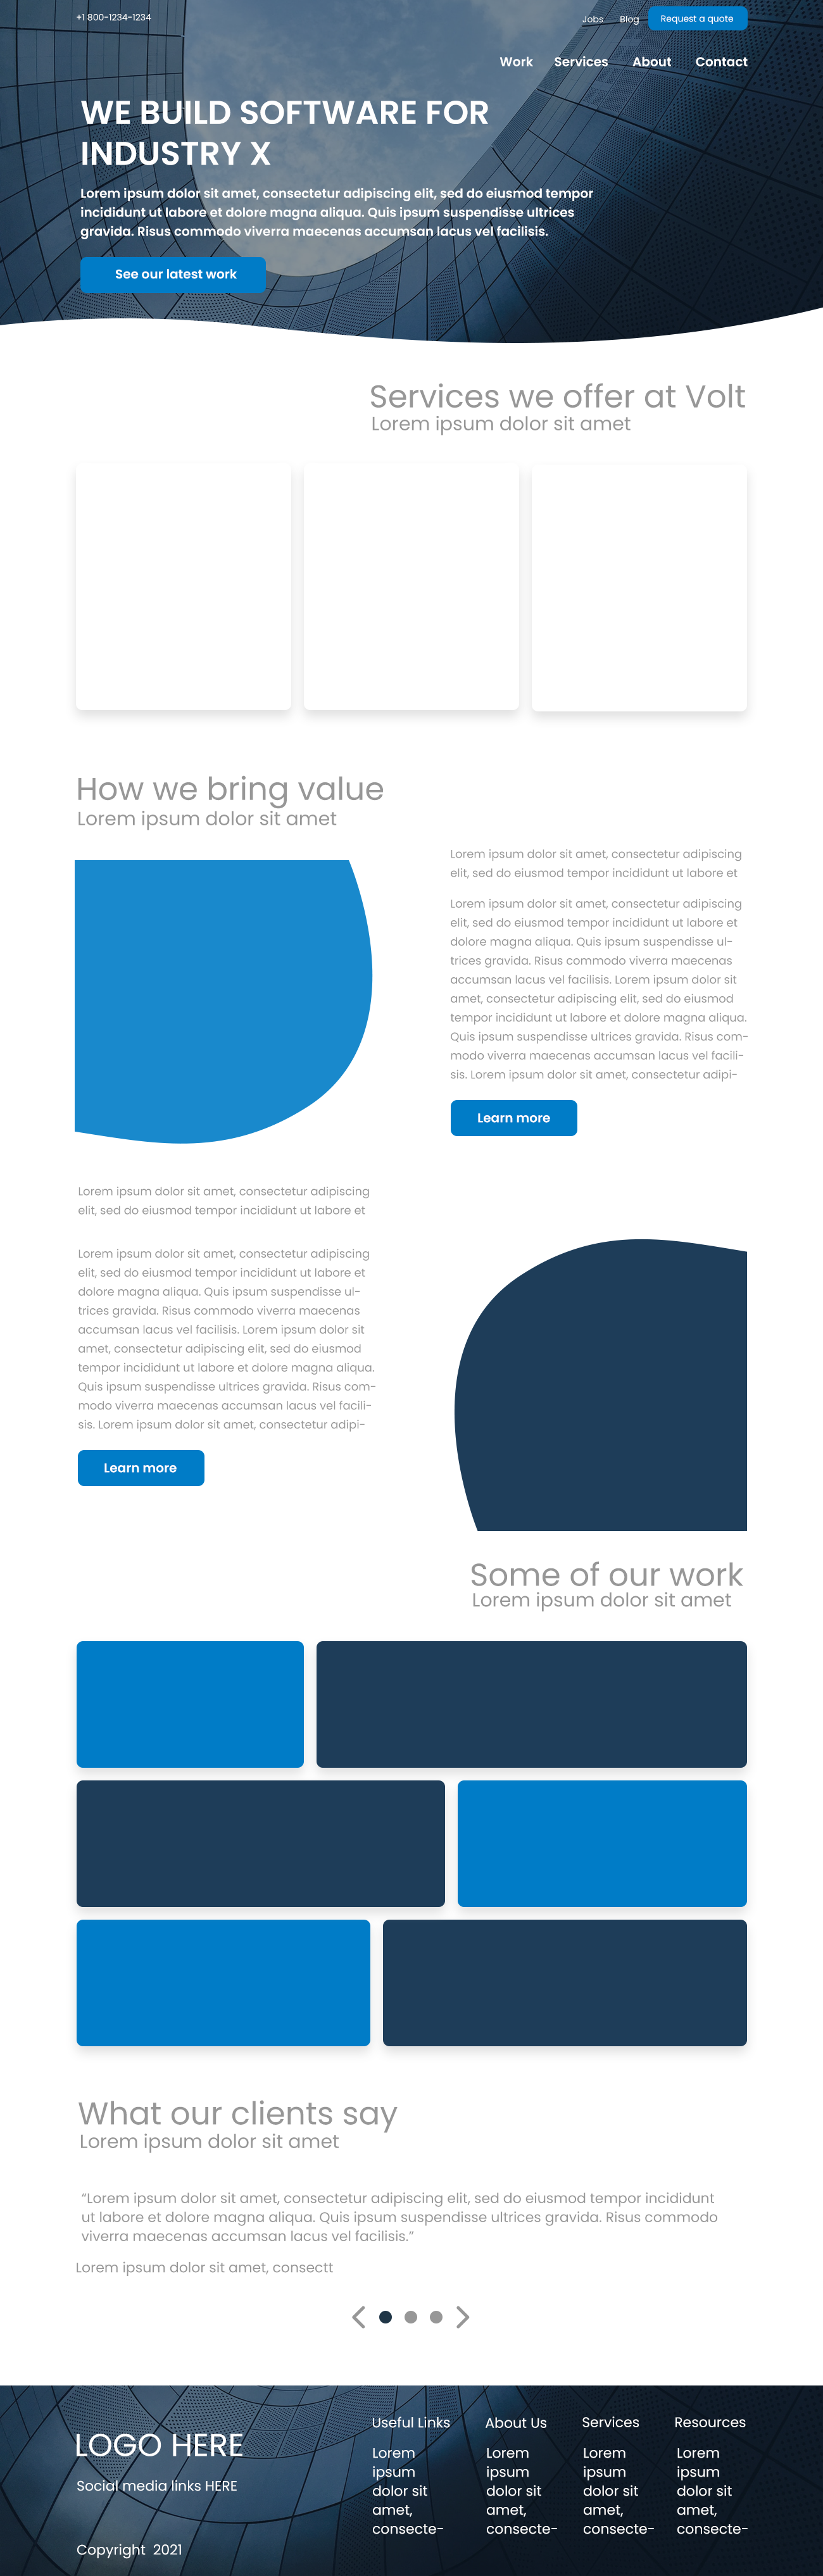 +1 800-1234-1234
Jobs
Blog
Request a quote
Work
Services
About
Contact
WE BUILD SOFTWARE FOR
INDUSTRY X
Lorem ipsum dolor sit amet, consectetur adipiscing elit, sed do eiusmod tempor
incididunt ut labore et dolore magna aliqua. Quis ipsum suspendisse ultrices
gravida. Risus commodo viverra maecenas accumsan lacus vel facilisis.
See our latest work
Services we offer at Volt
Lorem ipsum dolor sit amet
How we bring value
Lorem ipsum dolor sit amet
Lorem ipsum dolor sit amet, consectetur adipiscing
elit, sed do eiusmod tempor incididunt ut labore et
Lorem ipsum dolor sit amet, consectetur adipiscing
elit, sed do eiusmod tempor incididunt ut labore et
dolore magna aliqua. Quis ipsum suspendisse ul-
trices gravida. Risus commodo viverra maecenas
accumsan lacus vel facilisis. Lorem ipsum dolor sit
amet, consectetur adipiscing elit, sed do eiusmod
tempor incididunt ut labore et dolore magna aliqua.
Quis ipsum suspendisse ultrices gravida. Risus com-
modo viverra maecenas accumsan lacus vel facili-
sis. Lorem ipsum dolor sit amet, consectetur adipi-
Learn more
Lorem ipsum dolor sit amet, consectetur adipiscing
elit, sed do eiusmod tempor incididunt ut labore et
Lorem ipsum dolor sit amet, consectetur adipiscing
elit, sed do eiusmod tempor incididunt ut labore et
dolore magna aliqua. Quis ipsum suspendisse ul-
trices gravida. Risus commodo viverra maecenas
accumsan lacus vel facilisis. Lorem ipsum dolor sit
amet, consectetur adipiscing elit, sed do eiusmod
tempor incididunt ut labore et dolore magna aliqua.
Quis ipsum suspendisse ultrices gravida. Risus com-
modo viverra maecenas accumsan lacus vel facili-
sis. Lorem ipsum dolor sit amet, consectetur adipi-
Learn more
Some of our work
Lorem ipsum dolor sit amet
What our clients say
Lorem ipsum dolor sit amet
“Lorem ipsum dolor sit amet, consectetur adipiscing elit, sed do eiusmod tempor incididunt
ut labore et dolore magna aliqua. Quis ipsum suspendisse ultrices gravida. Risus commodo
viverra maecenas accumsan lacus vel facilisis.”
Lorem ipsum dolor sit amet, consectt
LOGO HERE
Social media links HERE
Copyright 2021
Useful Links
Lorem
ipsum
dolor sit
amet,
consecte-
About Us
Lorem
ipsum
dolor sit
amet,
consecte-
Services
Lorem
ipsum
dolor sit
amet,
consecte-
Resources
Lorem
ipsum
dolor sit
amet,
consecte-